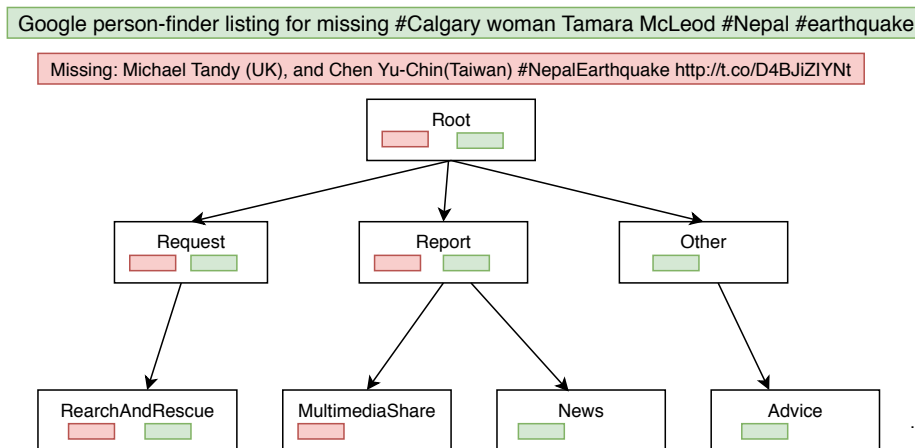 Google person-finder listing for missing #Calgary woman Tamara McLeod #Nepal #earthquake
Missing: Michael Tandy (UK), and Chen Yu-Chin(Taiwan) #NepalEarthquake http://t.co/D4BJiZIYNt
Root
Request Report Other
RearchAndRescue MultimediaShare News Advice